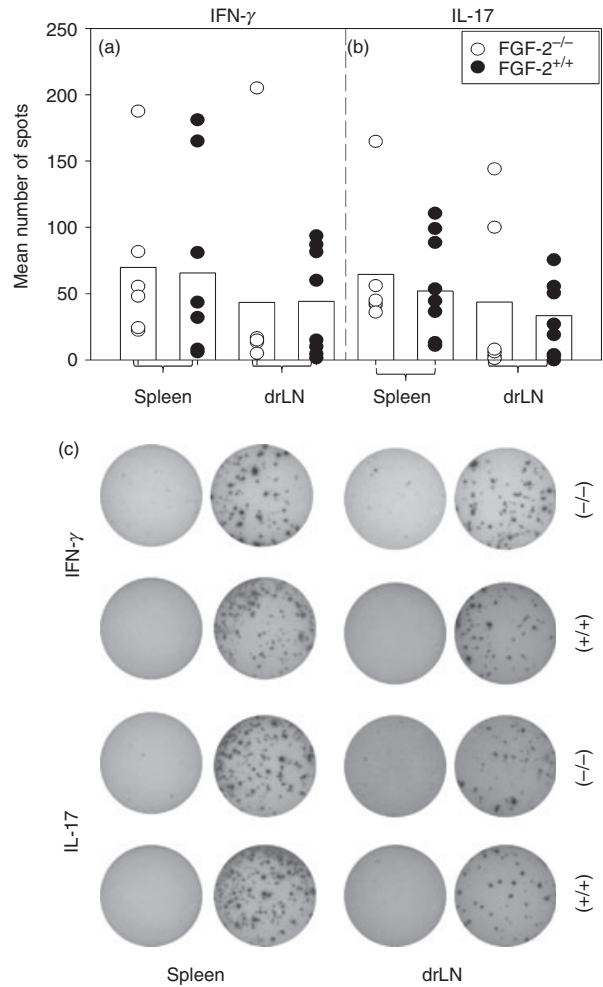 IFN-γ IL-17
250 (a) (b) FGF-2−/−
FGF-2+/+
200
150
100
50
0
Mean number of spots
Spleen drLN Spleen drLN
(c)
IFN-γ (−/−)
(+/+)
IL-17 (−/−)
(+/+)
Spleen drLN